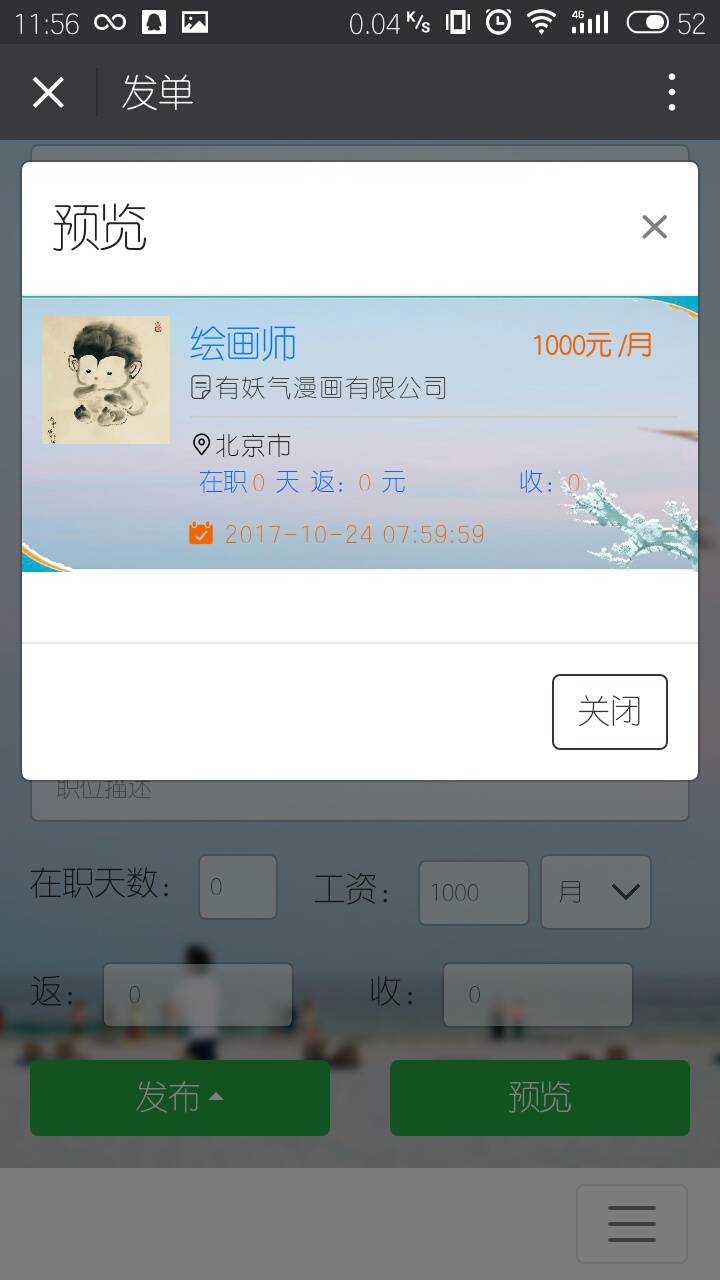 11:56 0.04 K/s 4G 52
发单
预览
绘画师 1000元 /月
有妖气漫画有限公司
北京市
在职0 天 返：0 元 收：0
2017-10-24 07:59:59
关闭
职位描述
在职天数： 0 工资： 1000 月
返： 0 收： 0
发布 预览